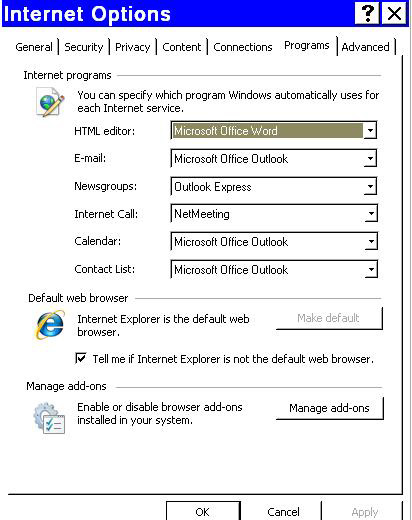 Internet Options
General Security Privacy Content Connections Programs Advanced
Internet programs
You can specify which program Windows automatically uses for
each Internet service.
HTML editor: Microsoft Office Word
E-mail: Microsoft Office Outlook
Newsgroups: Outlook Express
Internet Call: NetMeeting
Calendar: Microsoft Office Outlook
Contact List: Microsoft Office Outlook
Default web browser
Internet Explorer is the default web
browser.
Make default
Tell me if Internet Explorer is not the default web browser.
Manage add-ons
Enable or disable browser add-ons
installed in your system.
Manage add-ons
OK Cancel Apply